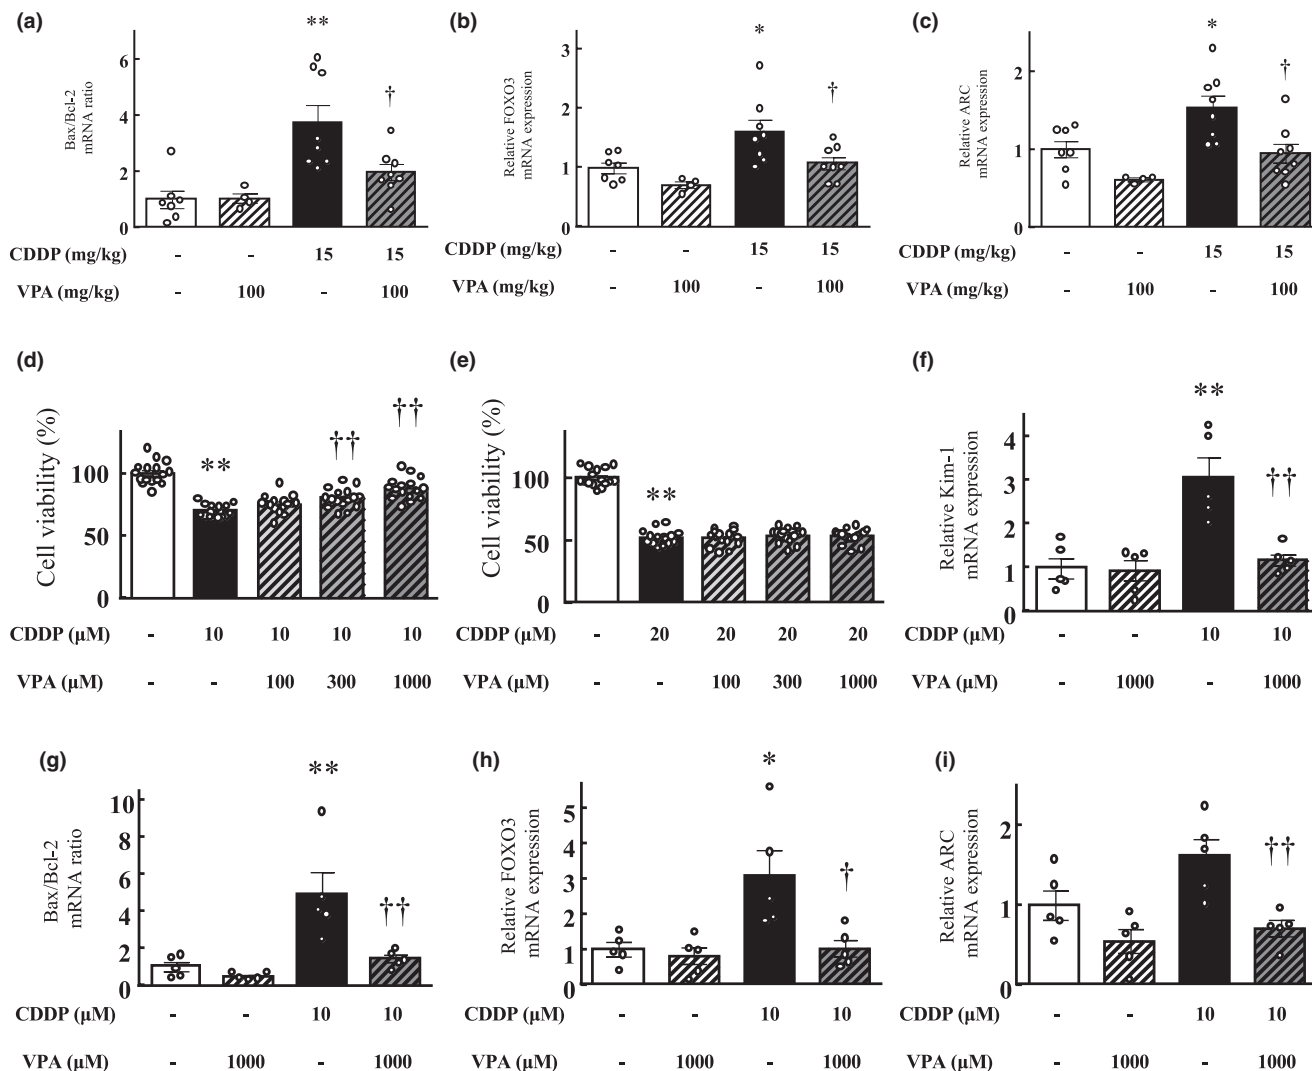 (a)
**
6
4
2
0
Bax/Bcl-2
mRNA ratio
†
CDDP (mg/kg) - - 15 15
VPA (mg/kg) - 100 - 100
(b)
*
3
2
1
0
Relative FOXO3
mRNA expression
†
CDDP (mg/kg) - - 15 15
VPA (mg/kg) - 100 - 100
(c)
*
2
1
0
Relative ARC
mRNA expression
†
CDDP (mg/kg) - - 15 15
VPA (mg/kg) - 100 - 100
(d)
Cell viability (%)
100
50
0
**
††
††
CDDP (μM) - 10 10 10 10
VPA (μM) - - 100 300 1000
(e)
Cell viability (%)
100
50
0
**
CDDP (μM) - 20 20 20 20
VPA (μM) - - 100 300 1000
(f)
Relative Kim-1
mRNA expression
4
3
2
1
0
**
††
CDDP (μM) - - 10 10
VPA (μM) - 1000 - 1000
(g)
Bax/Bcl-2
mRNA ratio
10
8
6
4
2
0
**
††
CDDP (μM) - - 10 10
VPA (μM) - 1000 - 1000
(h)
Relative FOXO3
mRNA expression
5
4
3
2
1
0
*
†
CDDP (μM) - - 10 10
VPA (μM) - 1000 - 1000
(i)
Relative ARC
mRNA expression
2
1
0
††
CDDP (μM) - - 10 10
VPA (μM) - 1000 - 1000